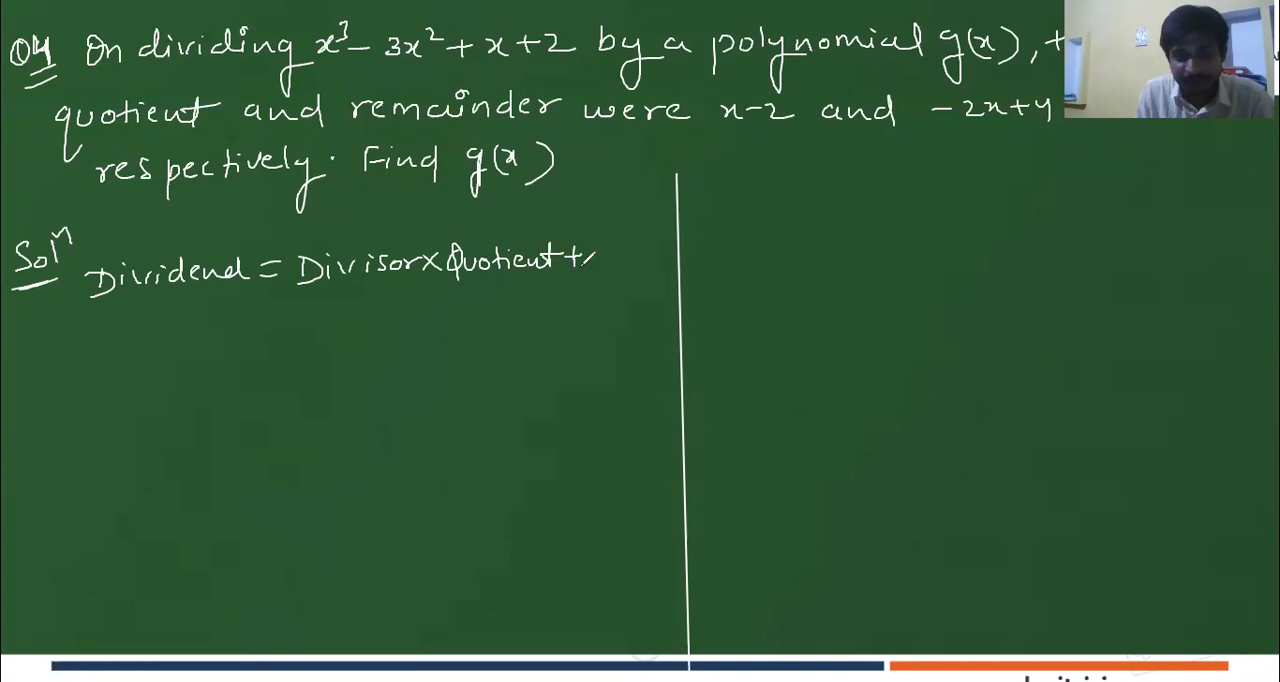 Q4 On dividing x³ - 3x² + x + 2 by a polynomial g(x),
quotient and remainder were x-2 and -2x+4
respectively. Find g(x)
Solⁿ Dividend = Divisor × Quotient +